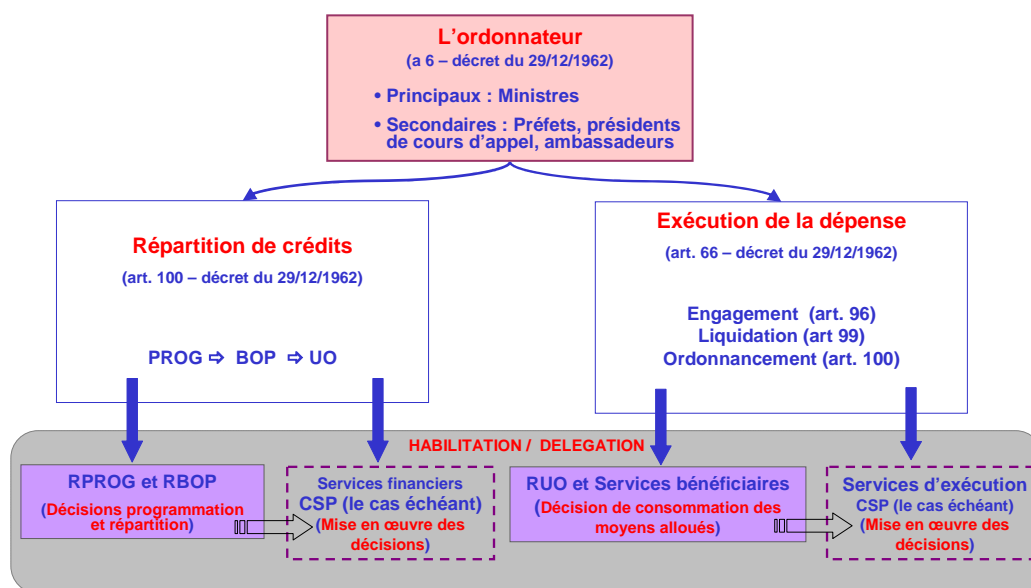 L'ordonnateur
(a 6 – décret du 29/12/1962)
• Principaux : Ministres
• Secondaires : Préfets, présidents
de cours d'appel, ambassadeurs
Répartition de crédits
(art. 100 – décret du 29/12/1962)
PROG ⇨ BOP ⇨ UO
Exécution de la dépense
(art. 66 – décret du 29/12/1962)
Engagement (art. 96)
Liquidation (art 99)
Ordonnancement (art. 100)
HABILITATION / DELEGATION
RPROG et RBOP
(Décisions programmation
et répartition)
Services financiers
CSP (le cas échéant)
(Mise en œuvre des
décisions)
RUO et Services bénéficiaires
(Décision de consommation des
moyens alloués)
Services d'exécution
CSP (le cas échéant)
(Mise en œuvre des
décisions)